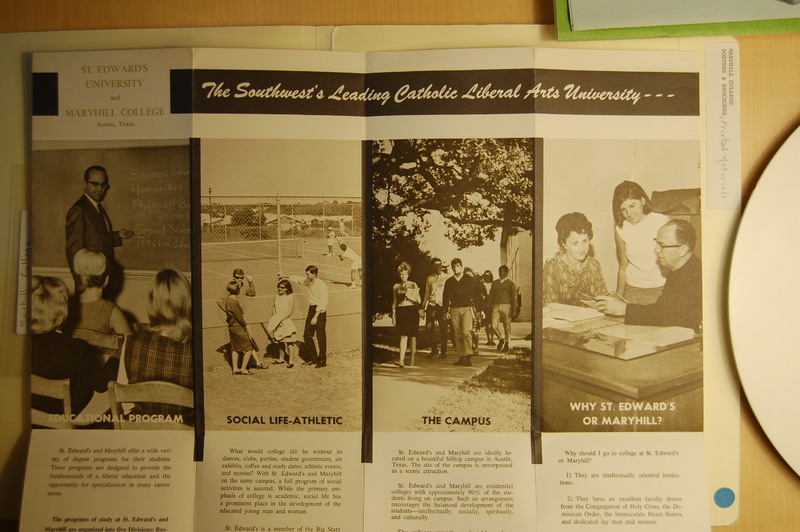 ST. EDWARD'S
UNIVERSITY
and
MARYHILL COLLEGE
Austin, Texas
The Southwest's Leading Catholic Liberal Arts University---
MARYHILL COLLEGE
POSTERS & BROCHURES
Printed Materials
Humanities
Social Science
EDUCATIONAL PROGRAM
St. Edward's and Maryhill offer a wide vari-
ety of degree programs for their students.
These programs are designed to provide the
fundamentals of a liberal education and the
opportunity for specialization in many career
areas.
The programs of study at St. Edward's and
Maryhill are organized into five Divisions: Bus-
SOCIAL LIFE-ATHLETIC
What would college life be without its
dances, clubs, parties, student government, art
exhibits, coffee and study dates, athletic events,
and movies? With St. Edward's and Maryhill
on the same campus, a full program of social
activities is assured. While the primary em-
phasis of college is academic, social life has
a prominent place in the development of the
educated young man and woman.
St. Edward's is a member of the Big State
THE CAMPUS
St. Edward's and Maryhill are ideally lo-
cated on a beautiful hilltop campus in Austin,
Texas. The site of the campus is unsurpassed
as a scenic attraction.
St. Edward's and Maryhill are residential
colleges with approximately 90% of the stu-
dents living on campus. Such an arrangement
encourages the balanced development of the
students—intellectually, socially, spiritually,
and culturally.
WHY ST. EDWARD'S
OR MARYHILL?
Why should I go to college at St. Edward's
or Maryhill?
1) They are intellectually oriented institu-
tions.
2) They have an excellent faculty drawn
from the Congregation of Holy Cross, the Do-
minican Order, the Immaculate Heart Sisters,
and dedicated lay men and women.